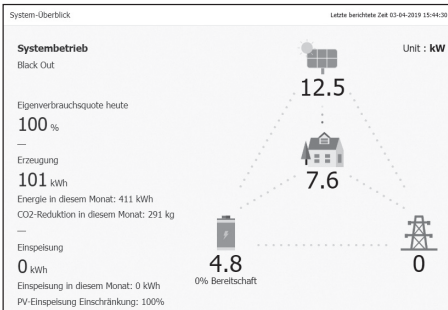 System-Überblick
Letzte berichtete Zeit 03-04-2019 15:44:30
Systembetrieb
Unit : kW
Black Out
12.5
Eigenverbrauchsquote heute
100 %
Erzeugung
7.6
101 kWh
Energie in diesem Monat: 411 kWh
CO2-Reduktion in diesem Monat: 291 kg
Einspeisung
0 kWh
4.8
0
0% Bereitschaft
Einspeisung in diesem Monat: 0 kWh
PV-Einspeisung Einschränkung: 100%